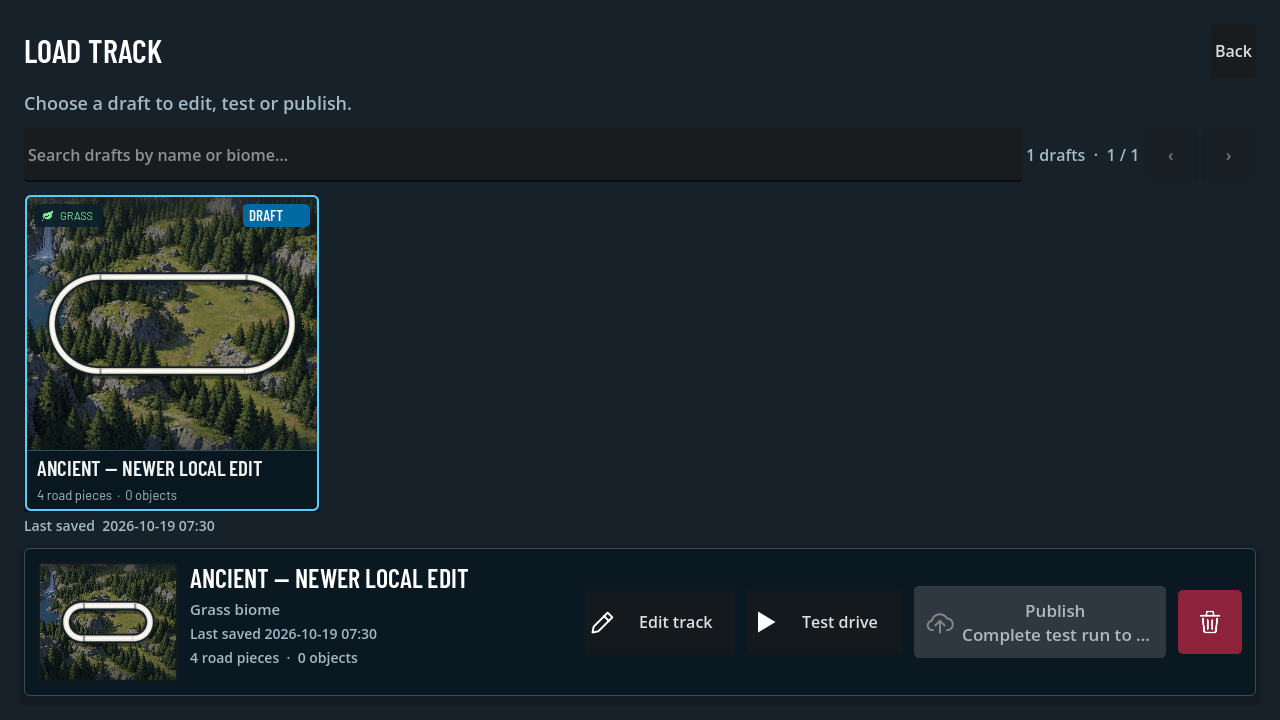 LOAD TRACK
Back
Choose a draft to edit, test or publish.
Search drafts by name or biome...
1 drafts · 1 / 1
‹
›
GRASS
DRAFT
ANCIENT — NEWER LOCAL EDIT
4 road pieces · 0 objects
Last saved 2026-10-19 07:30
ANCIENT — NEWER LOCAL EDIT
Grass biome
Last saved 2026-10-19 07:30
4 road pieces · 0 objects
Edit track
Test drive
Publish
Complete test run to ...